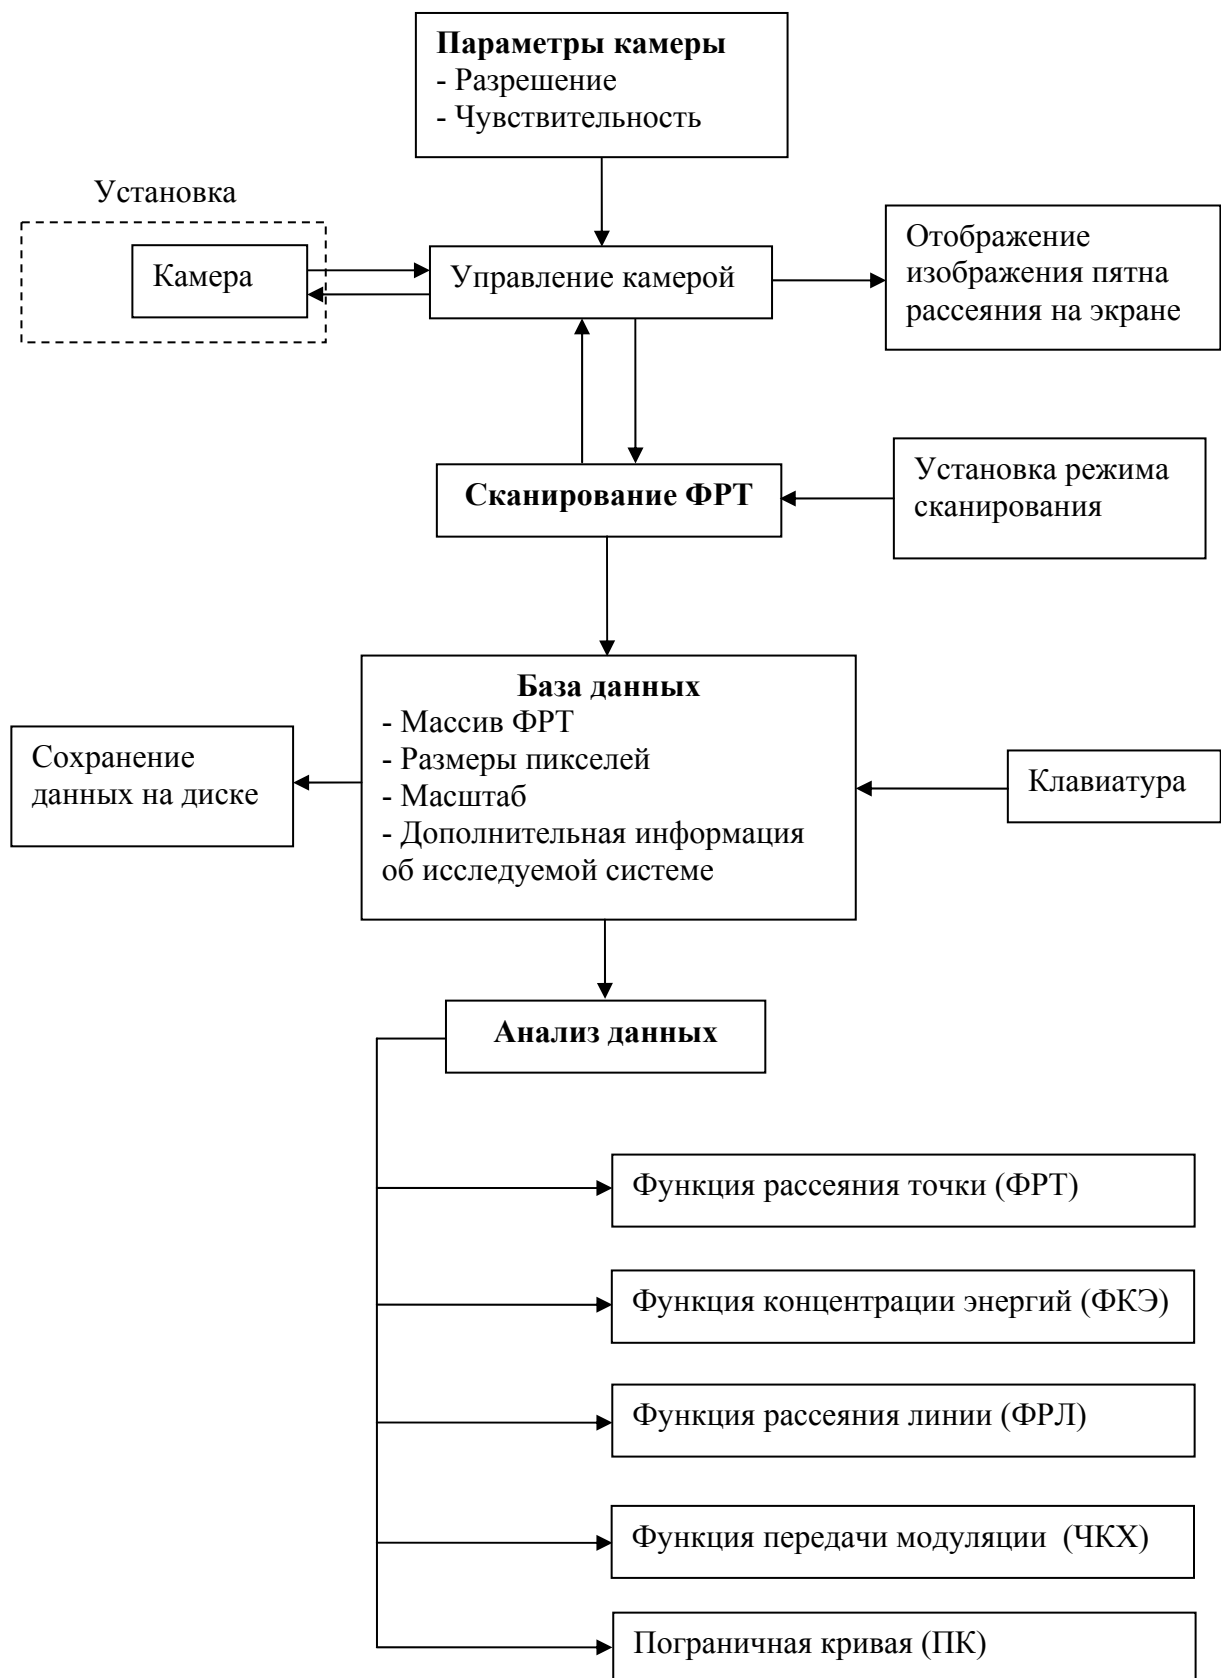 Параметры камеры
- Разрешение
- Чувствительность
Установка
Камера
Управление камерой
Отображение
изображения пятна
рассеяния на экране
Сканирование ФРТ
Установка режима
сканирования
База данных
- Массив ФРТ
- Размеры пикселей
- Масштаб
- Дополнительная информация
об исследуемой системе
Сохранение
данных на диске
Клавиатура
Анализ данных
Функция рассеяния точки (ФРТ)
Функция концентрации энергий (ФКЭ)
Функция рассеяния линии (ФРЛ)
Функция передачи модуляции (ЧКХ)
Пограничная кривая (ПК)